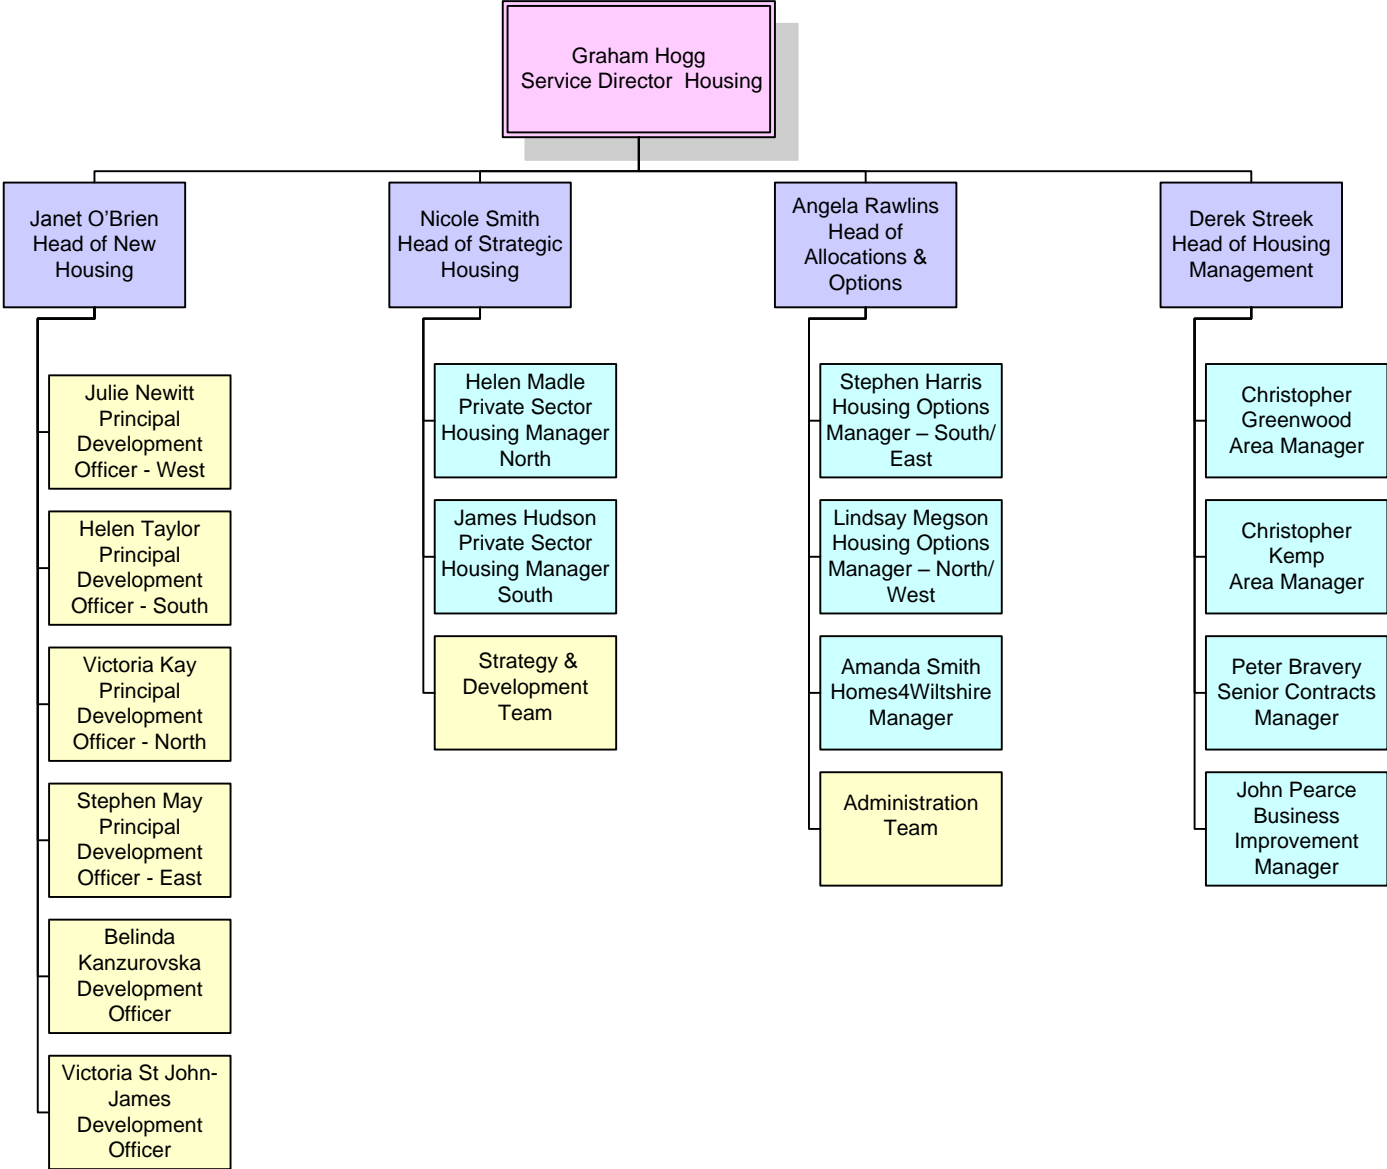 Graham Hogg
Service Director  Housing
Janet O’Brien
Head of New
Housing
Nicole Smith
Head of Strategic
Housing
Angela Rawlins
Head of
Allocations &
Options
Derek Streek
Head of Housing
Management
Julie Newitt
Principal
Development
Officer - West
Helen Taylor
Principal
Development
Officer - South
Victoria Kay
Principal
Development
Officer - North
Stephen May
Principal
Development
Officer - East
Belinda
Kanzurovska
Development
Officer
Victoria St John-
James
Development
Officer
Helen Madle
Private Sector
Housing Manager
North
James Hudson
Private Sector
Housing Manager
South
Strategy &
Development
Team
Stephen Harris
Housing Options
Manager – South/
East
Lindsay Megson
Housing Options
Manager – North/
West
Amanda Smith
Homes4Wiltshire
Manager
Administration
Team
Christopher
Greenwood
Area Manager
Christopher
Kemp
Area Manager
Peter Bravery
Senior Contracts
Manager
John Pearce
Business
Improvement
Manager